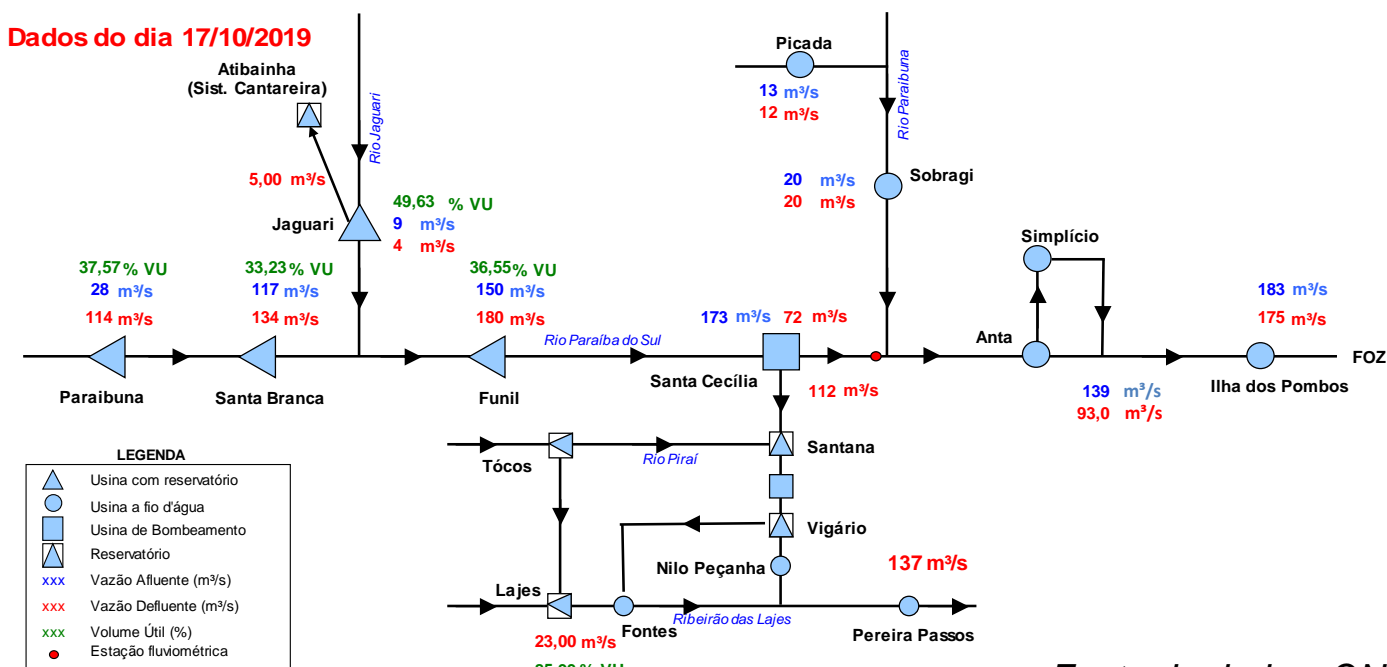 Dados do dia 17/10/2019
Atibainha
(Sist. Cantareira)
Rio Jaguari
5,00 m³/s
Jaguari
49,63 % VU
9 m³/s
4 m³/s
Picada
13 m³/s
12 m³/s
Rio Paraibuna
20 m³/s
20 m³/s
Sobragi
Simplício
37,57 % VU
28 m³/s
114 m³/s
Paraibuna
33,23 % VU
117 m³/s
134 m³/s
Santa Branca
36,55 % VU
150 m³/s
180 m³/s
Funil
Rio Paraíba do Sul
173 m³/s 72 m³/s
Santa Cecília
112 m³/s
Anta
139 m³/s
93,0 m³/s
183 m³/s
175 m³/s
Ilha dos Pombos
FOZ
Tócos
Rio Piraí
Santana
Vigário
Nilo Peçanha
137 m³/s
Lajes
Fontes
Ribeirão das Lajes
Pereira Passos
23,00 m³/s
LEGENDA
Usina com reservatório
Usina a fio d'água
Usina de Bombeamento
Reservatório
xxx Vazão Afluente (m³/s)
xxx Vazão Defluente (m³/s)
xxx Volume Útil (%)
Estação fluviométrica